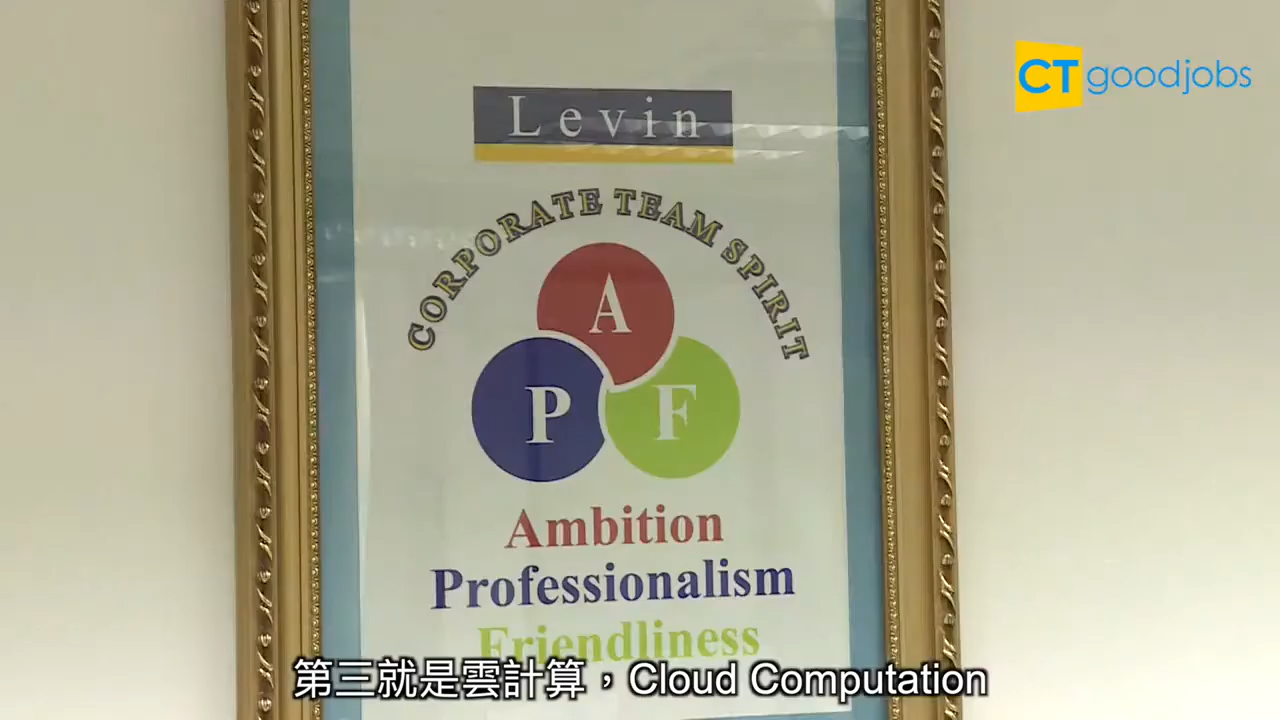 CTgoodjobs
Levin
CORPORATE TEAM SPIRIT
A
P F
Ambition
Professionalism
Friendliness
第三就是雲計算，Cloud Computation